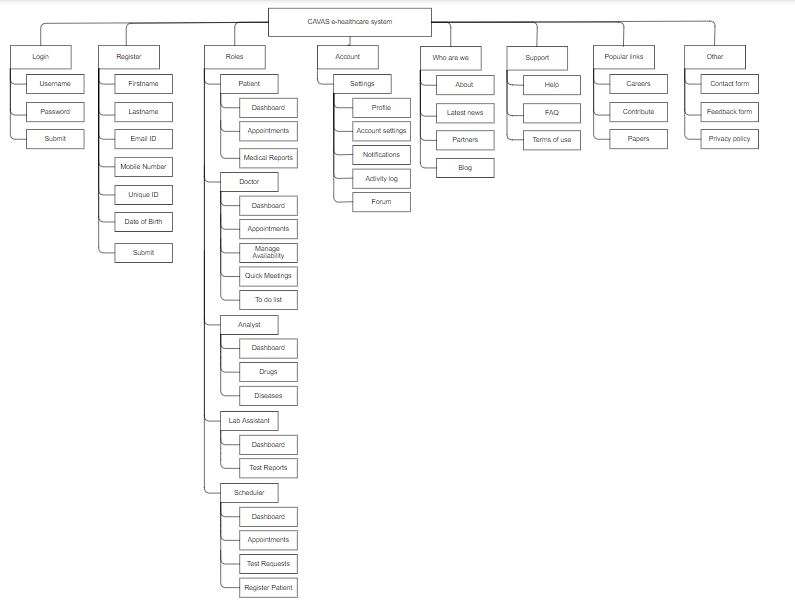 CAVAS e-healthcare system
Login
Username
Password
Submit
Register
Firstname
Lastname
Email ID
Mobile Number
Unique ID
Date of Birth
Submit
Roles
Patient
Dashboard
Appointments
Medical Reports
Doctor
Dashboard
Appointments
Manage
Availability
Quick Meetings
To do list
Analyst
Dashboard
Drugs
Diseases
Lab Assistant
Dashboard
Test Reports
Scheduler
Dashboard
Appointments
Test Requests
Register Patient
Account
Settings
Profile
Account settings
Notifications
Activity log
Forum
Who are we
About
Latest news
Partners
Blog
Support
Help
FAQ
Terms of use
Popular links
Careers
Contribute
Papers
Other
Contact form
Feedback form
Privacy policy